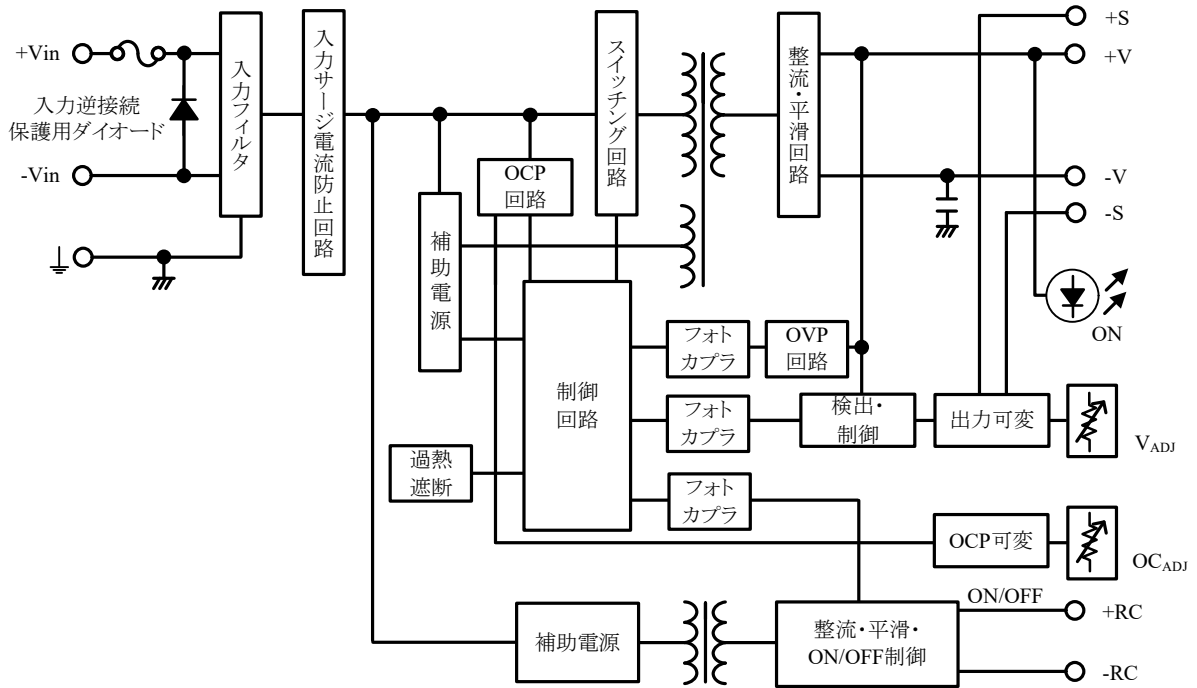 +Vin
入力逆接続
保護用ダイオード
-Vin
入力フィルタ
入力サージ電流防止回路
OCP
回路
補助電源
スイッチング回路
整流・平滑回路
+S
+V
-V
-S
ON
制御
回路
過熱
遮断
フォト
カプラ
OVP
回路
フォト
カプラ
検出・
制御
出力可変
VADJ
フォト
カプラ
OCP可変
OCADJ
補助電源
整流・平滑・
ON/OFF制御
ON/OFF
+RC
-RC